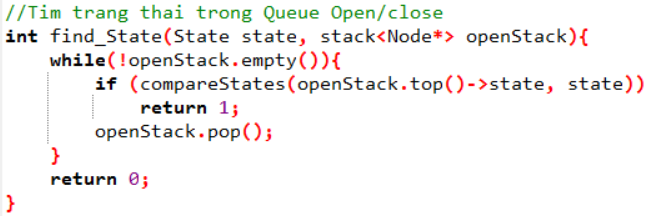 //Tim trang thai trong Queue Open/close
int find_State(State state, stack<Node*> openStack){
    while(!openStack.empty()){
        if (compareStates(openStack.top()->state, state))
            return 1;
        openStack.pop();
    }
    return 0;
}